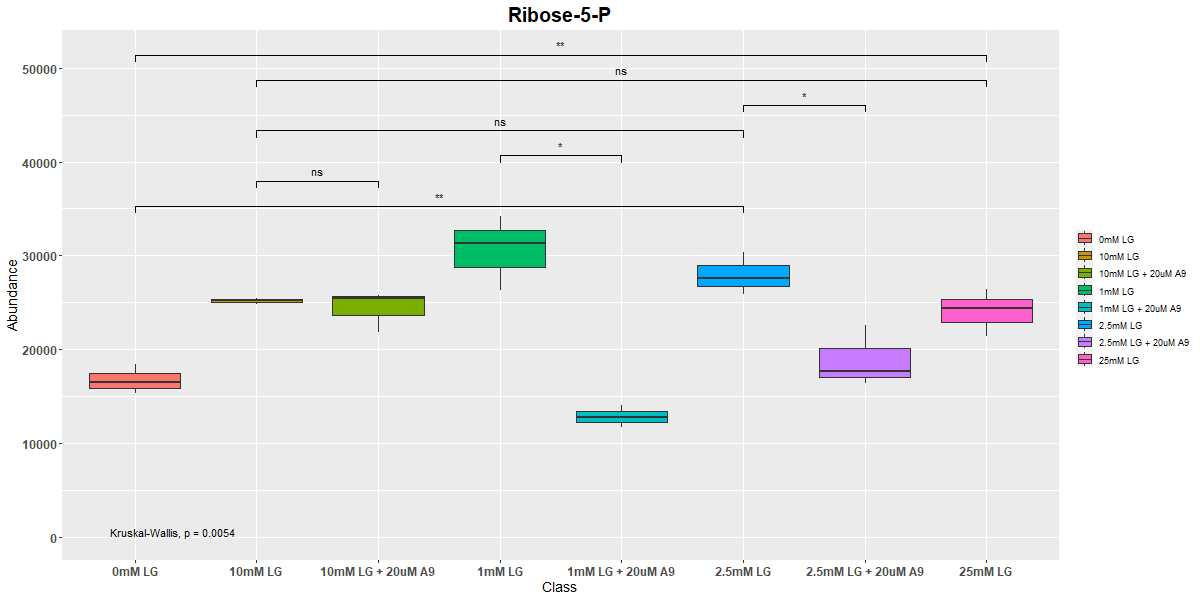 Ribose-5-P
**
ns
*
ns
*
ns
**
Abundance
50000
40000
30000
20000
10000
0
Kruskal-Wallis, p = 0.0054
0mM LG 10mM LG 10mM LG + 20uM A9 1mM LG 1mM LG + 20uM A9 2.5mM LG 2.5mM LG + 20uM A9 25mM LG
Class
0mM LG
10mM LG
10mM LG + 20uM A9
1mM LG
1mM LG + 20uM A9
2.5mM LG
2.5mM LG + 20uM A9
25mM LG